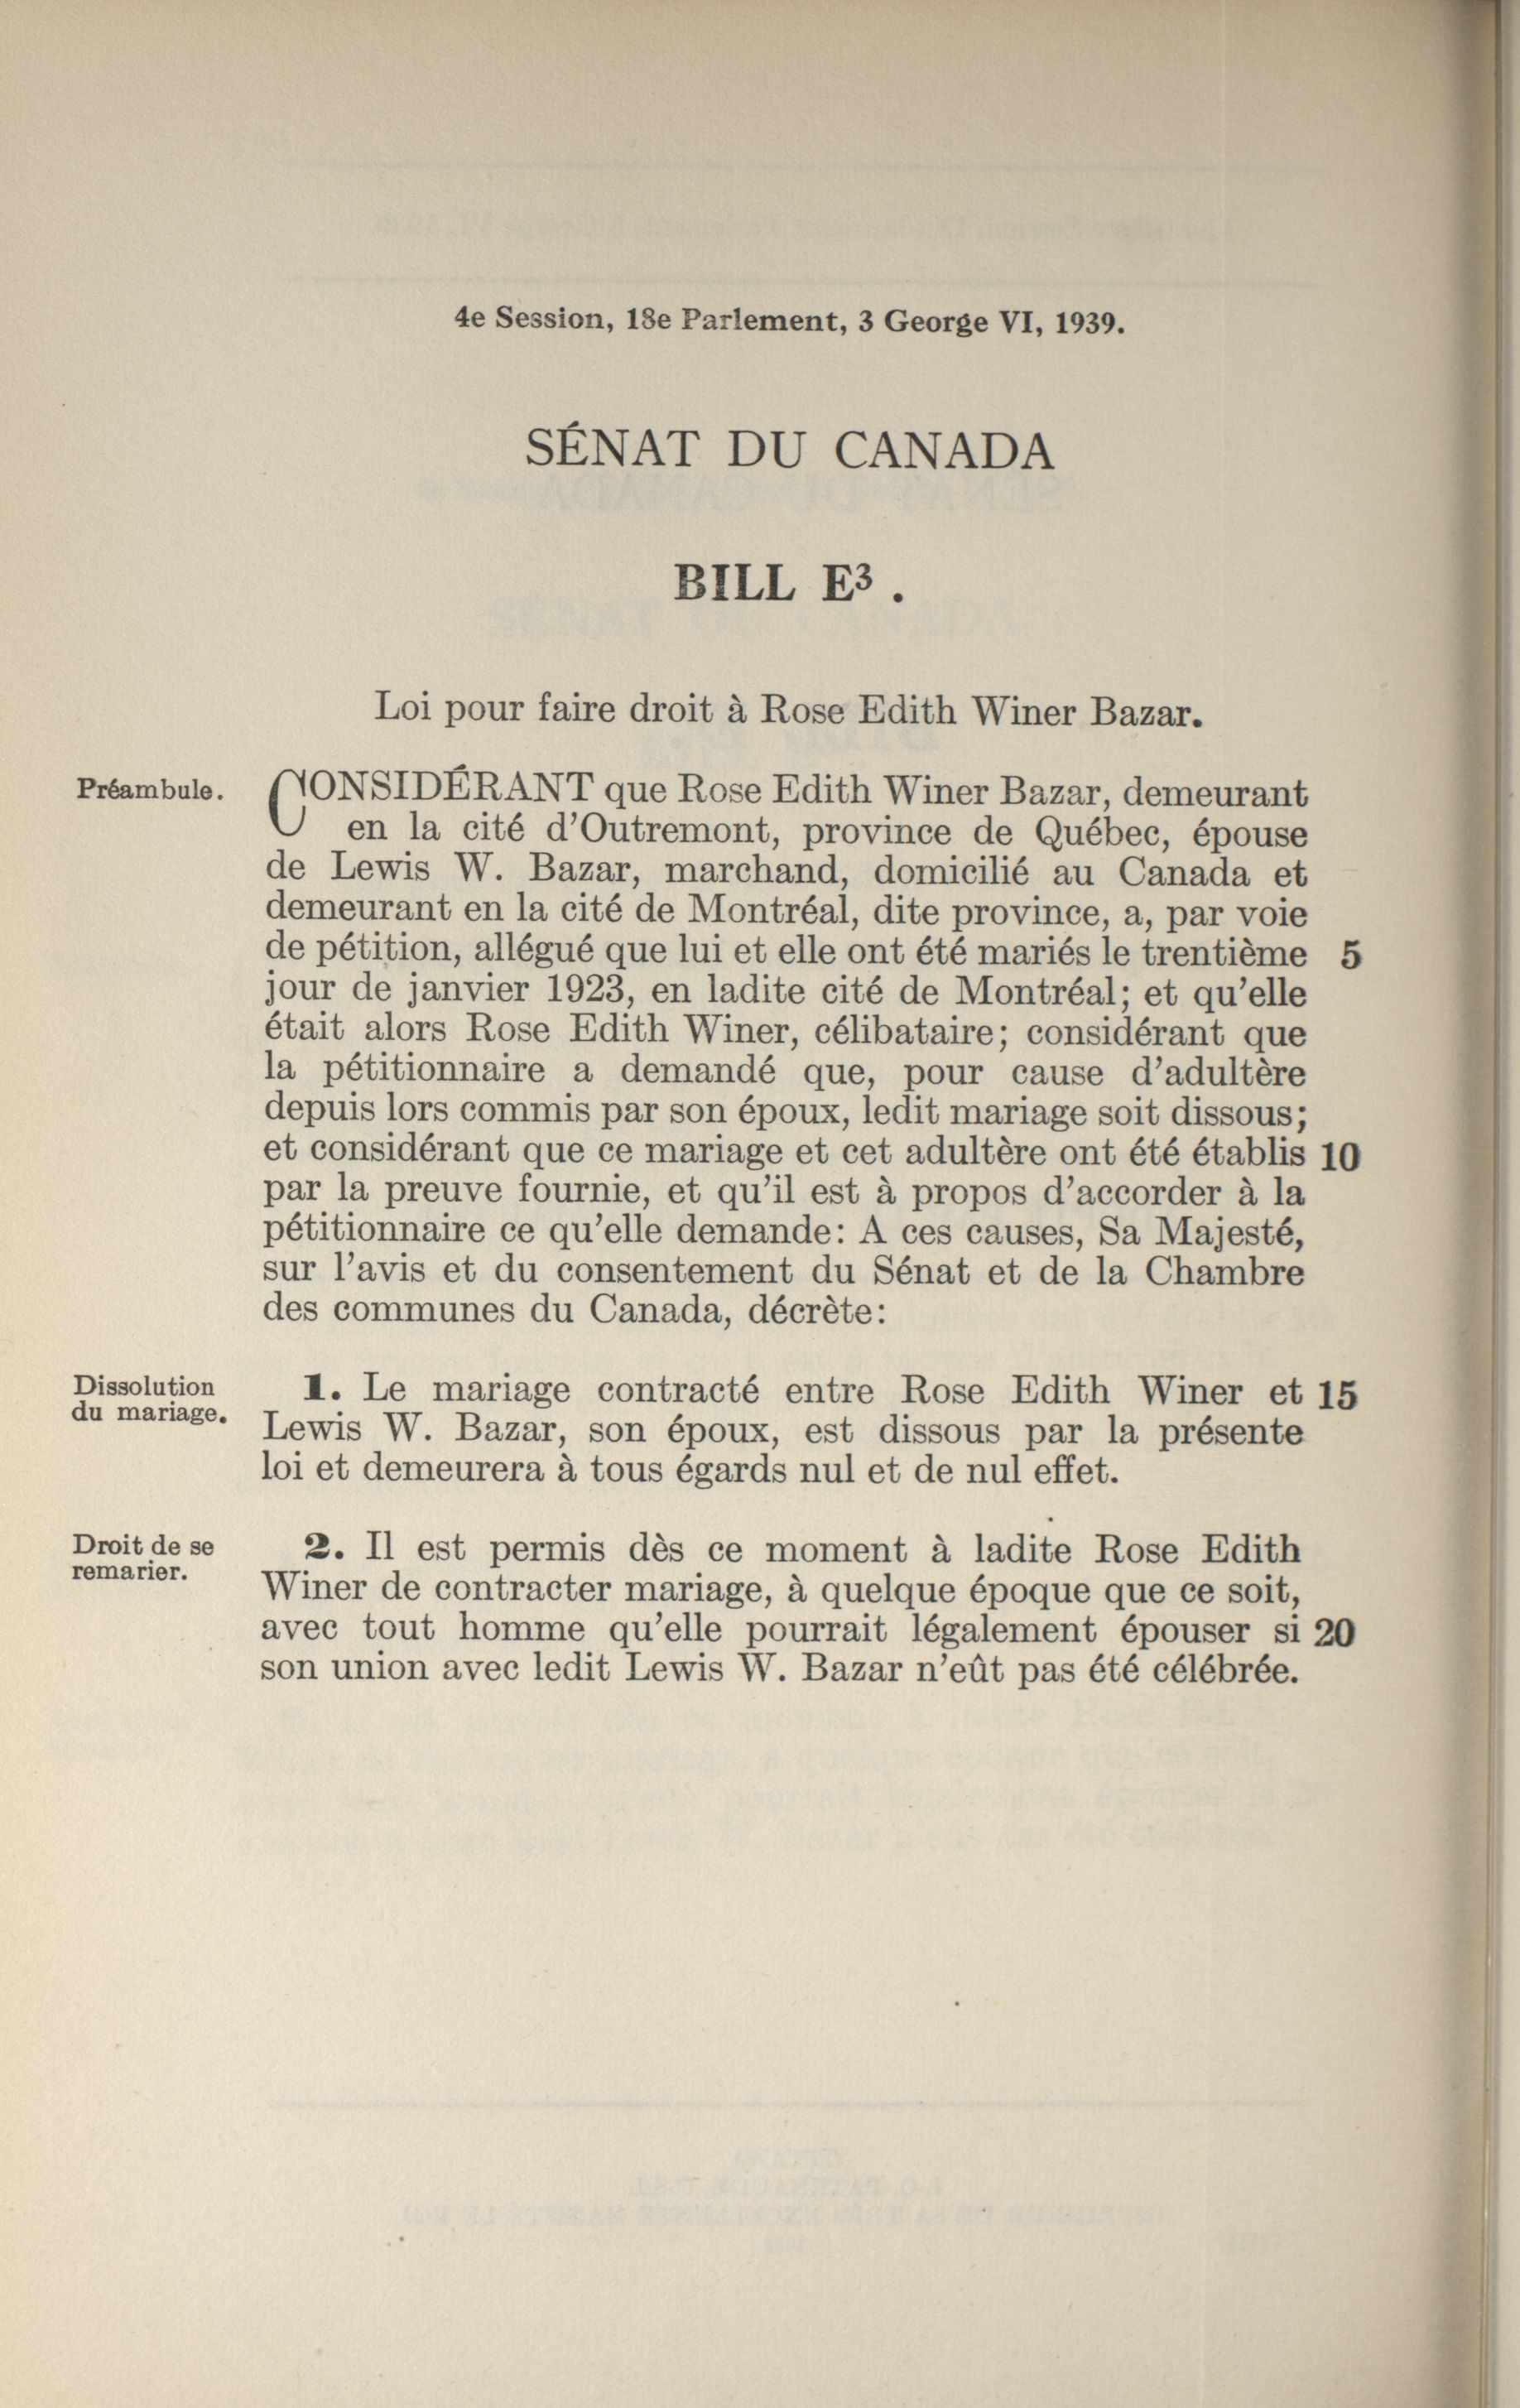 4e Session, 18e Parlement, 3 George VI, 1939.
SÉNAT DU CANADA
BILL E³ .
Loi pour faire droit à Rose Edith Winer Bazar.
Préambule.
CONSIDÉRANT que Rose Edith Winer Bazar, demeurant
en la cité d'Outremont, province de Québec, épouse
de Lewis W. Bazar, marchand, domicilié au Canada et
demeurant en la cité de Montréal, dite province, a, par voie
de pétition, allégué que lui et elle ont été mariés le trentième 5
jour de janvier 1923, en ladite cité de Montréal; et qu'elle
était alors Rose Edith Winer, célibataire; considérant que
la pétitionnaire a demandé que, pour cause d'adultère
depuis lors commis par son époux, ledit mariage soit dissous;
et considérant que ce mariage et cet adultère ont été établis 10
par la preuve fournie, et qu'il est à propos d'accorder à la
pétitionnaire ce qu'elle demande: A ces causes, Sa Majesté,
sur l'avis et du consentement du Sénat et de la Chambre
des communes du Canada, décrète:
Dissolution
du mariage.
1. Le mariage contracté entre Rose Edith Winer et 15
Lewis W. Bazar, son époux, est dissous par la présente
loi et demeurera à tous égards nul et de nul effet.
Droit de se
remarier.
2. Il est permis dès ce moment à ladite Rose Edith
Winer de contracter mariage, à quelque époque que ce soit,
avec tout homme qu'elle pourrait légalement épouser si 20
son union avec ledit Lewis W. Bazar n'eût pas été célébrée.